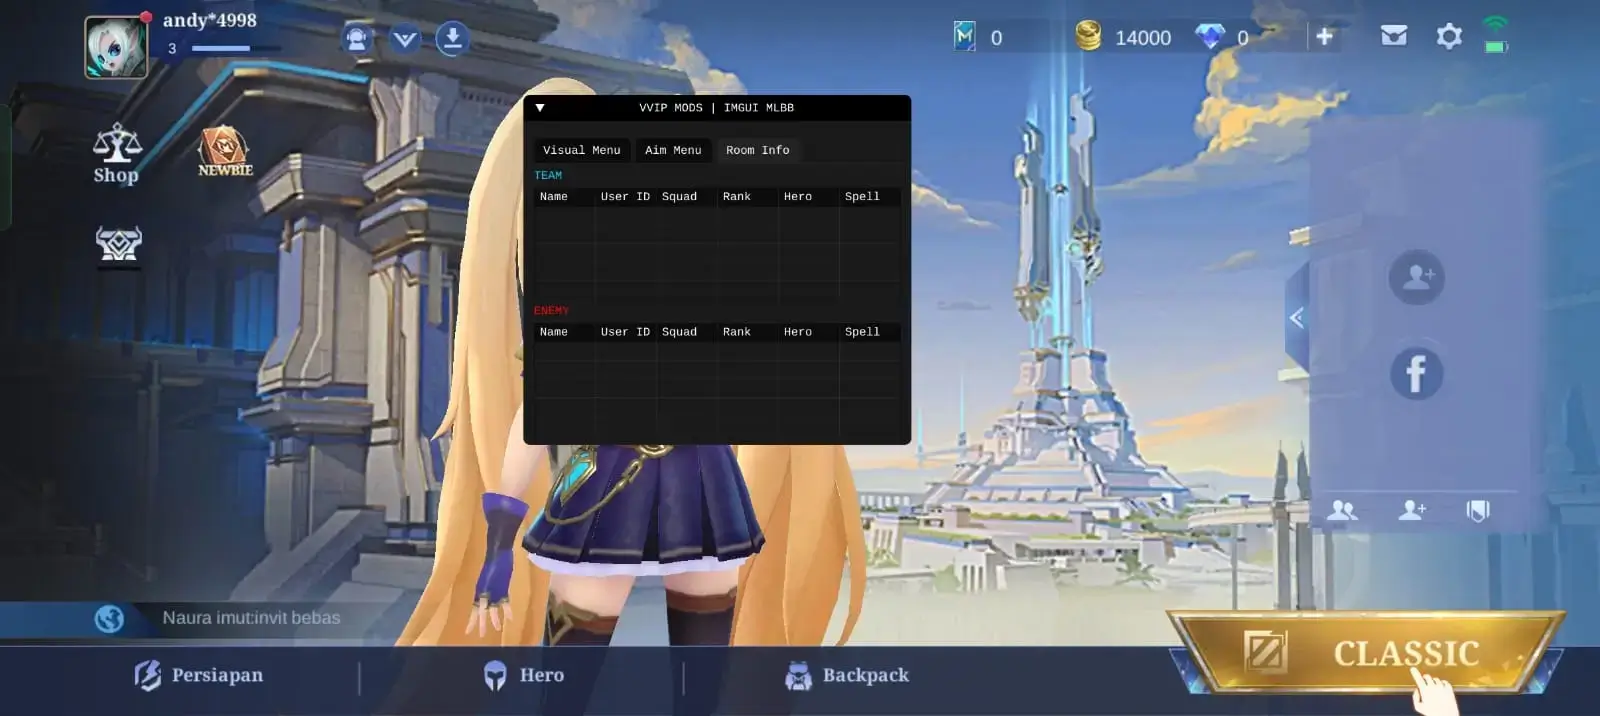 andy*4998
3
0
14000
0
Shop
NEWBIE
VVIP MODS | IMGUI MLBB
Visual Menu
Aim Menu
Room Info
TEAM
Name User ID Squad Rank Hero Spell
ENEMY
Name User ID Squad Rank Hero Spell
Naura imut:invit bebas
Persiapan
Hero
Backpack
CLASSIC